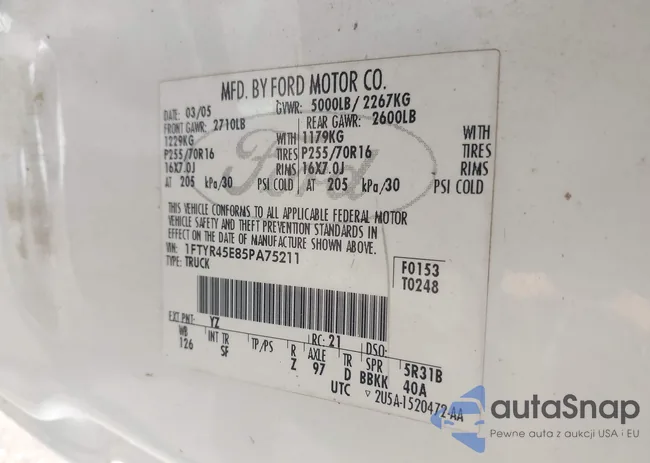 MFD. BY FORD MOTOR CO.
DATE: 03/05 GVWR: 5000LB/ 2267KG
FRONT GAWR: 2710LB REAR GAWR: 2600LB
1229KG 1179KG WITH
P255/70R16 TIRES P255/70R16 TIRES
16X7.0J RIMS 16X7.0J RIMS
AT 205 kPa/30 PSI COLD AT 205 kPa/30 PSI COLD
Ford
THIS VEHICLE CONFORMS TO ALL APPLICABLE FEDERAL MOTOR
VEHICLE SAFETY AND THEFT PREVENTION STANDARDS IN
EFFECT ON THE DATE OF MANUFACTURE SHOWN ABOVE.
VIN: 1FTYR45E85PA75211
TYPE: TRUCK
F0153
T0248
EXT PNT: YZ RC: 21 DSO:
WB INT TR TP/PS R AXLE TR SPR 5R31B
126 SF Z 97 D BBKK 40A
UTC ▽ 2U5A-1520472-AA
autaSnap
Pewne auta z aukcji USA i EU